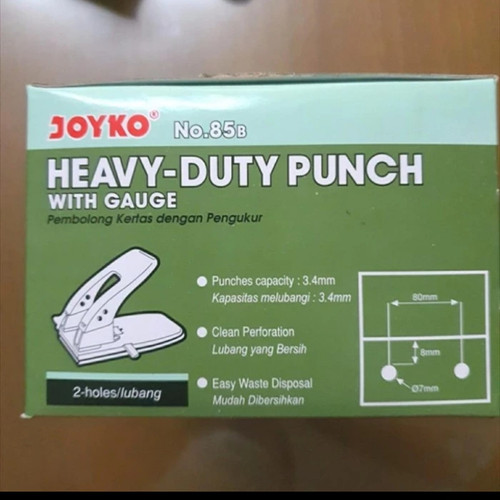 JOYKO® No.85B
HEAVY-DUTY PUNCH
WITH GAUGE
Pembolong Kertas dengan Pengukur
Punches capacity : 3.4mm
Kapasitas melubangi : 3.4mm
Clean Perforation
Lubang yang Bersih
Easy Waste Disposal
Mudah Dibersihkan
2-holes/lubang
80mm
8mm
Ø7mm